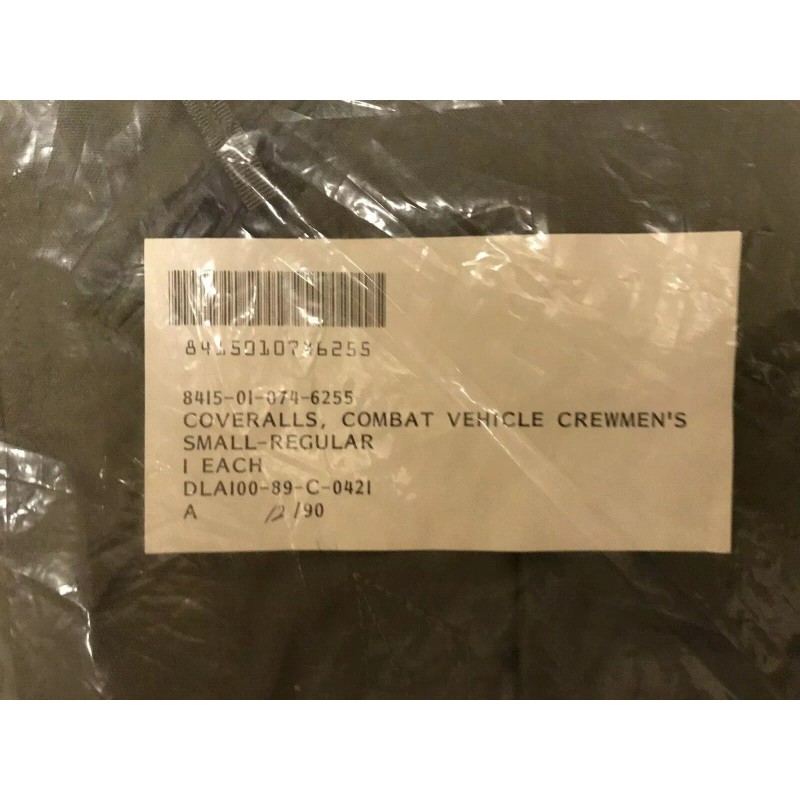 8415010746255
8415-01-074-6255
COVERALLS, COMBAT VEHICLE CREWMEN'S
SMALL-REGULAR
1 EACH
DLA100-89-C-0421
A 12/90